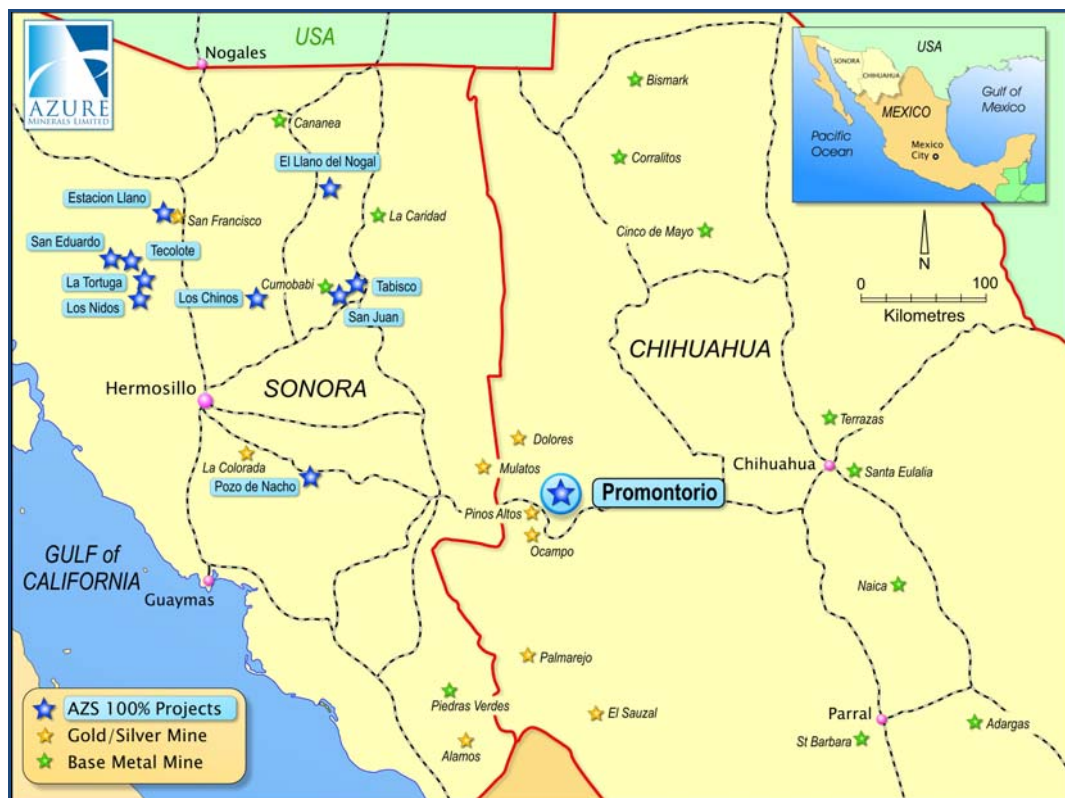 AZURE
MINERALS LIMITED
USA
Nogales
Bismark
Cananea
Corralitos
El Llano del Nogal
Estacion Llano
San Francisco
La Caridad
Cinco de Mayo
San Eduardo
Tecolote
La Tortuga
Los Nidos
Los Chinos
Cumobabi
Tabisco
San Juan
USA
SONORA
CHIHUAHUA
MEXICO
Gulf of
Mexico
Pacific
Ocean
Mexico
City
N
0
100
Kilometres
CHIHUAHUA
SONORA
Hermosillo
Terrazas
Dolores
La Colorada
Mulatos
Chihuahua
Santa Eulalia
Pozo de Nacho
Promontorio
Pinos Altos
Ocampo
GULF of
CALIFORNIA
Guaymas
Naica
Palmarejo
Piedras Verdes
El Sauzal
Parral
Adargas
St Barbara
Alamos
AZS 100% Projects
Gold/Silver Mine
Base Metal Mine